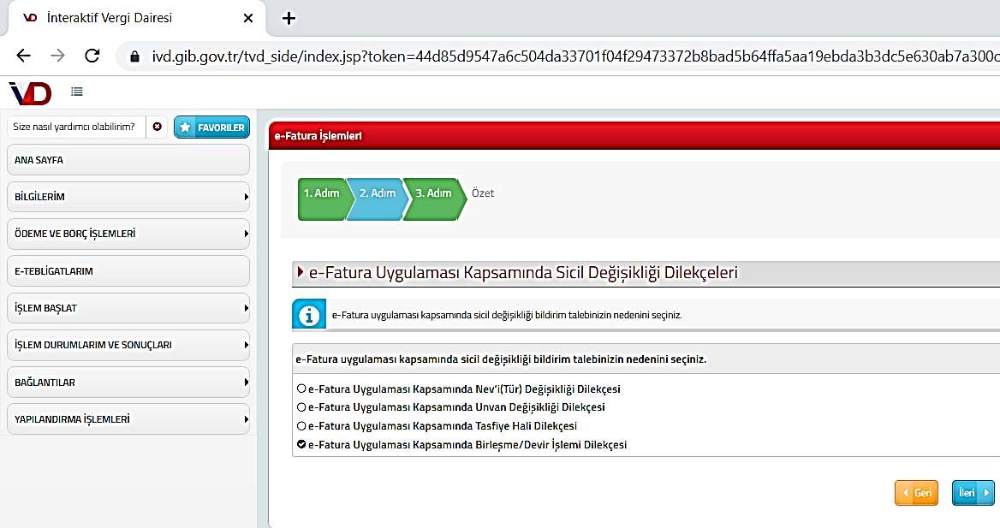 VD İnteraktif Vergi Dairesi
ivd.gib.gov.tr/tvd_side/index.jsp?token=44d85d9547a6c504da33701f04f29473372b8bad5b64ffa5aa19ebda3b3dc5e630ab7a300c
VD
Size nasıl yardımcı olabilirim?
FAVORILER
ANA SAYFA
BİLGİLERİM
ÖDEME VE BORÇ İŞLEMLERİ
E-TEBLİGATLARIM
İŞLEM BAŞLAT
İŞLEM DURUMLARIM VE SONUÇLARI
BAĞLANTILAR
YAPILANDIRMA İŞLEMLERİ
e-Fatura İşlemleri
1. Adım 2. Adım 3. Adım Özet
e-Fatura Uygulaması Kapsamında Sicil Değişikliği Dilekçeleri
e-Fatura uygulaması kapsamında sicil değişikliği bildirim talebinizin nedenini seçiniz.
e-Fatura uygulaması kapsamında sicil değişikliği bildirim talebinizin nedenini seçiniz.
e-Fatura Uygulaması Kapsamında Nev'i(Tür) Değişikliği Dilekçesi
e-Fatura Uygulaması Kapsamında Unvan Değişikliği Dilekçesi
e-Fatura Uygulaması Kapsamında Tasfiye Hali Dilekçesi
e-Fatura Uygulaması Kapsamında Birleşme/Devir İşlemi Dilekçesi
Geri İleri